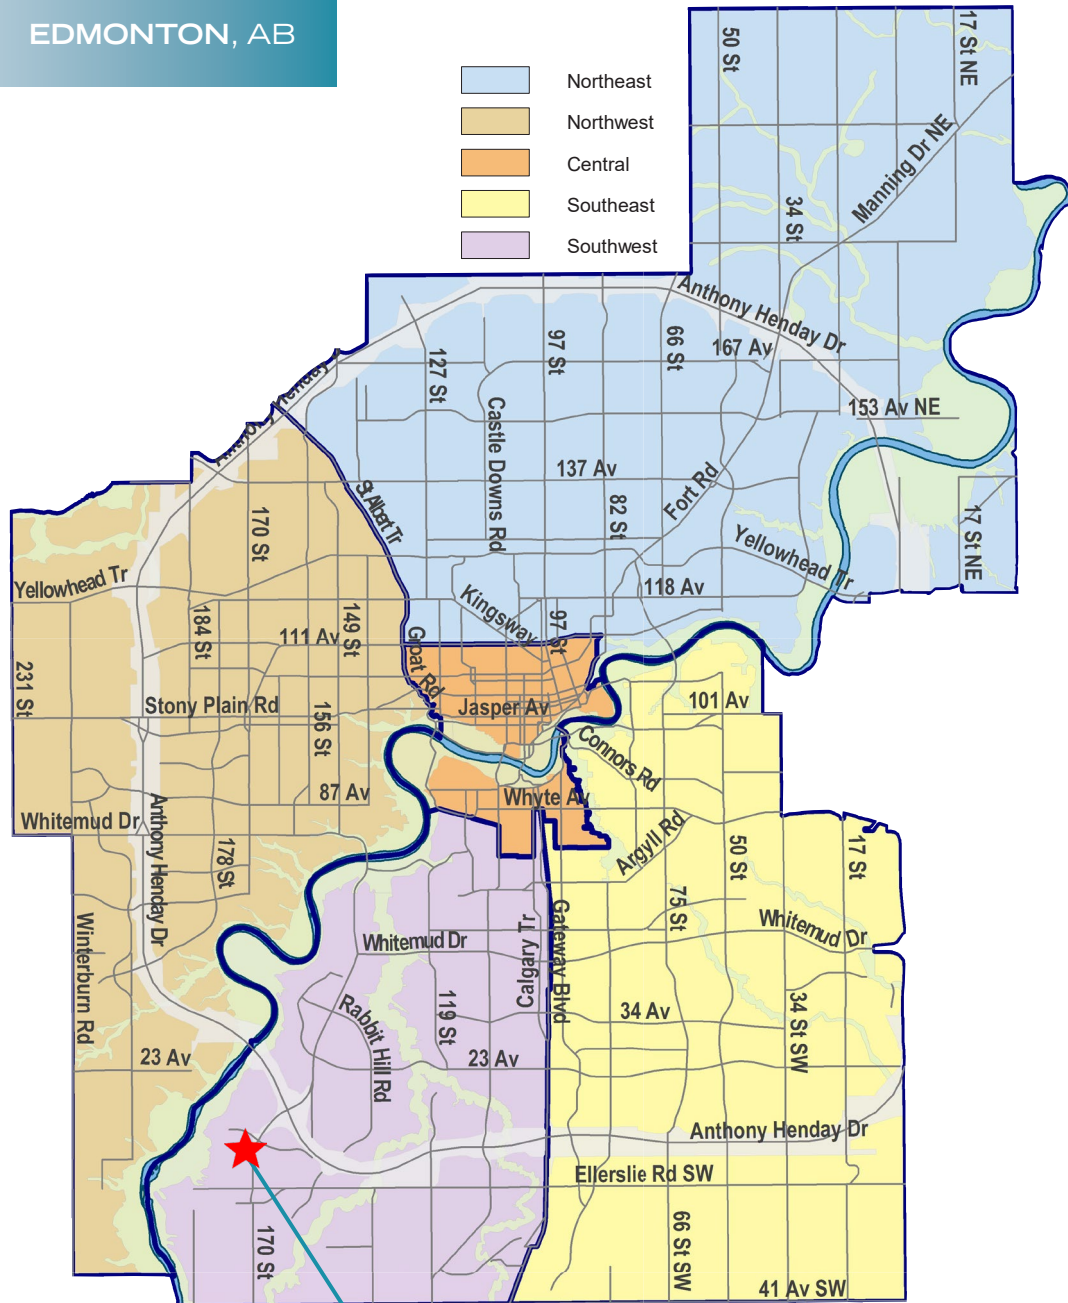 EDMONTON, AB
Northeast
Northwest
Central
Southeast
Southwest
50 St
17 St NE
Manning Dr NE
34 St
Anthony Henday Dr
167 Av
66 St
97 St
127 St
Castle Downs Rd
Anthony Henday
153 Av NE
137 Av
Fort Rd
82 St
St Albert Tr
170 St
Yellowhead Tr
17 St NE
Yellowhead Tr
118 Av
Kingsway
97 St
184 St
149 St
111 Av
Groat Rd
231 St
Stony Plain Rd
156 St
Jasper Av
101 Av
Connors Rd
87 Av
Whyte Av
Whitemud Dr
Anthony Henday Dr
178 St
Argyll Rd
50 St
17 St
75 St
Winterburn Rd
Whitemud Dr
Calgary Tr
Gateway Blvd
Whitemud Dr
Rabbit Hill Rd
119 St
34 Av
34 St SW
23 Av
23 Av
Anthony Henday Dr
Ellerslie Rd SW
170 St
66 St SW
41 Av SW